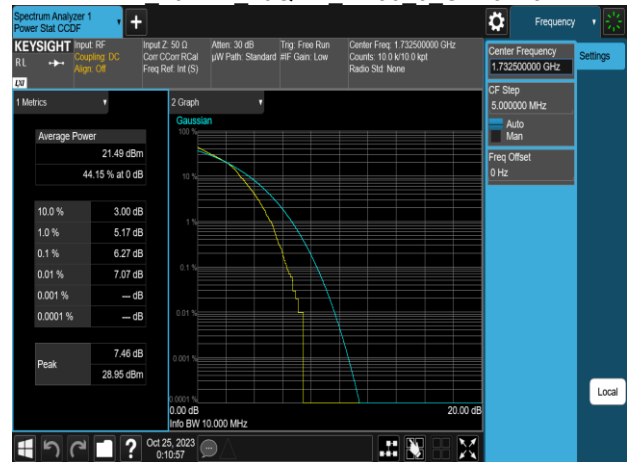 Spectrum Analyzer 1
Power Stat CCDF
Frequency
KEYSIGHT
RL
LXI
Input: RF
Coupling: DC
Align: Off
Input Z: 50 Ω
Corr CCorr RCal
Freq Ref: Int (S)
Atten: 30 dB
µW Path: Standard
Trig: Free Run
#IF Gain: Low
Center Freq: 1.732500000 GHz
Counts: 10.0 k/10.0 kpt
Radio Std: None
Center Frequency
1.732500000 GHz
Settings
CF Step
5.000000 MHz
Auto
Man
Freq Offset
0 Hz
Local
1 Metrics
Average Power
21.49 dBm
44.15 % at 0 dB
10.0 % 3.00 dB
1.0 % 5.17 dB
0.1 % 6.27 dB
0.01 % 7.07 dB
0.001 % --- dB
0.0001 % --- dB
Peak
7.46 dB
28.95 dBm
2 Graph
Gaussian
100 %
10 %
1 %
0.1 %
0.01 %
0.001 %
0.0001 %
0.00 dB 20.00 dB
Info BW 10.000 MHz
?
Oct 25, 2023
0:10:57